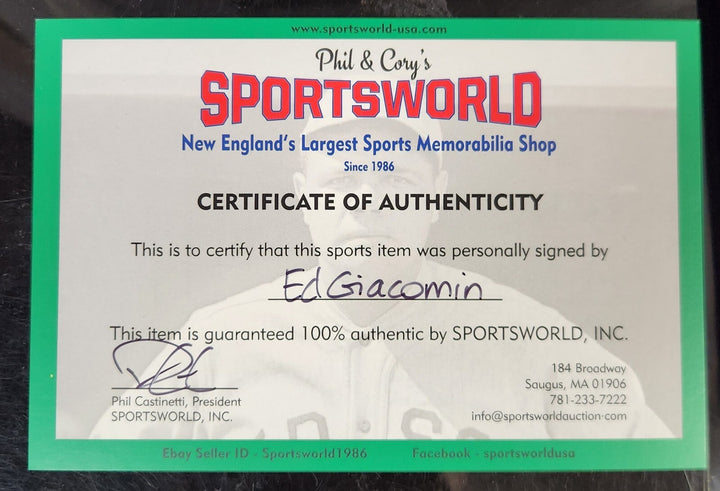 www.sportsworld-usa.com
Phil & Cory's
SPORTSWORLD
New England's Largest Sports Memorabilia Shop
Since 1986
CERTIFICATE OF AUTHENTICITY
This is to certify that this sports item was personally signed by
Ed Giacomin
This item is guaranteed 100% authentic by SPORTSWORLD, INC.
Phil Castinetti, President
SPORTSWORLD, INC.
184 Broadway
Saugus, MA 01906
781-233-7222
info@sportsworldauction.com
Ebay Seller ID - Sportsworld1986 Facebook - sportsworldusa